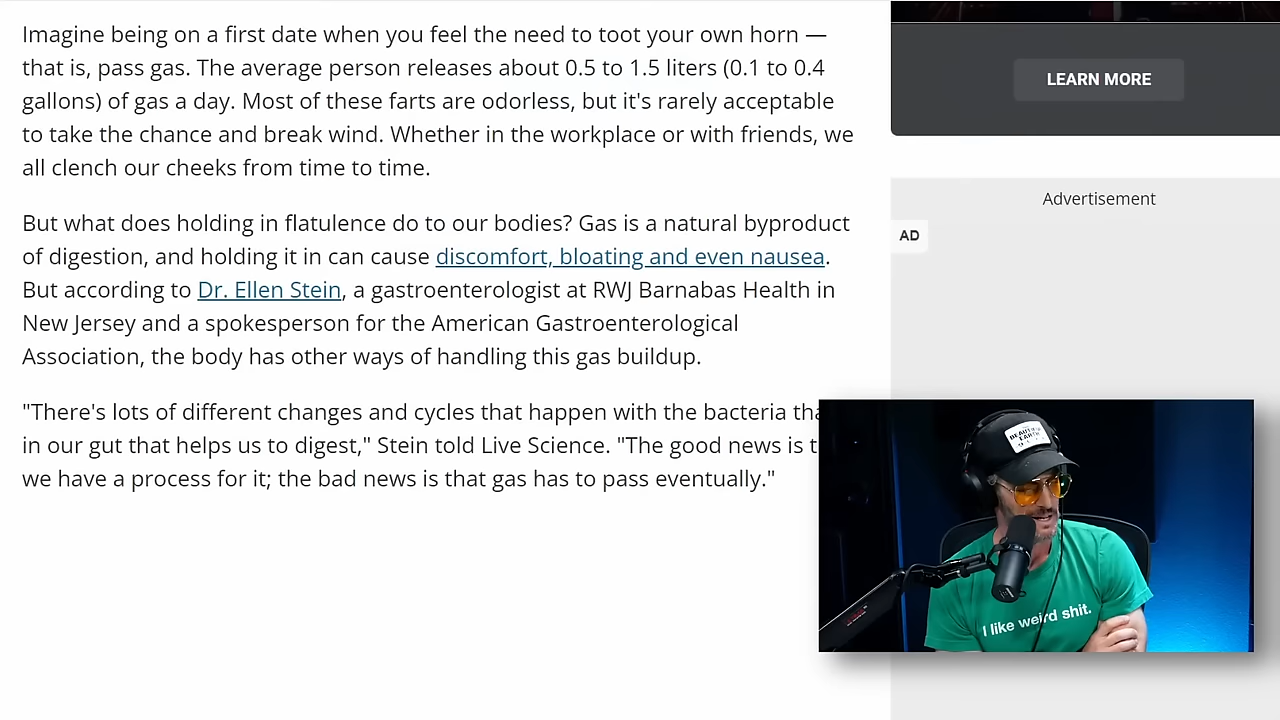 Imagine being on a first date when you feel the need to toot your own horn —
that is, pass gas. The average person releases about 0.5 to 1.5 liters (0.1 to 0.4
gallons) of gas a day. Most of these farts are odorless, but it's rarely acceptable
to take the chance and break wind. Whether in the workplace or with friends, we
all clench our cheeks from time to time.
But what does holding in flatulence do to our bodies? Gas is a natural byproduct
of digestion, and holding it in can cause discomfort, bloating and even nausea.
But according to Dr. Ellen Stein, a gastroenterologist at RWJ Barnabas Health in
New Jersey and a spokesperson for the American Gastroenterological
Association, the body has other ways of handling this gas buildup.
"There's lots of different changes and cycles that happen with the bacteria
in our gut that helps us to digest," Stein told Live Science. "The good news is
we have a process for it; the bad news is that gas has to pass eventually."
LEARN MORE
Advertisement
AD
I like weird shit.